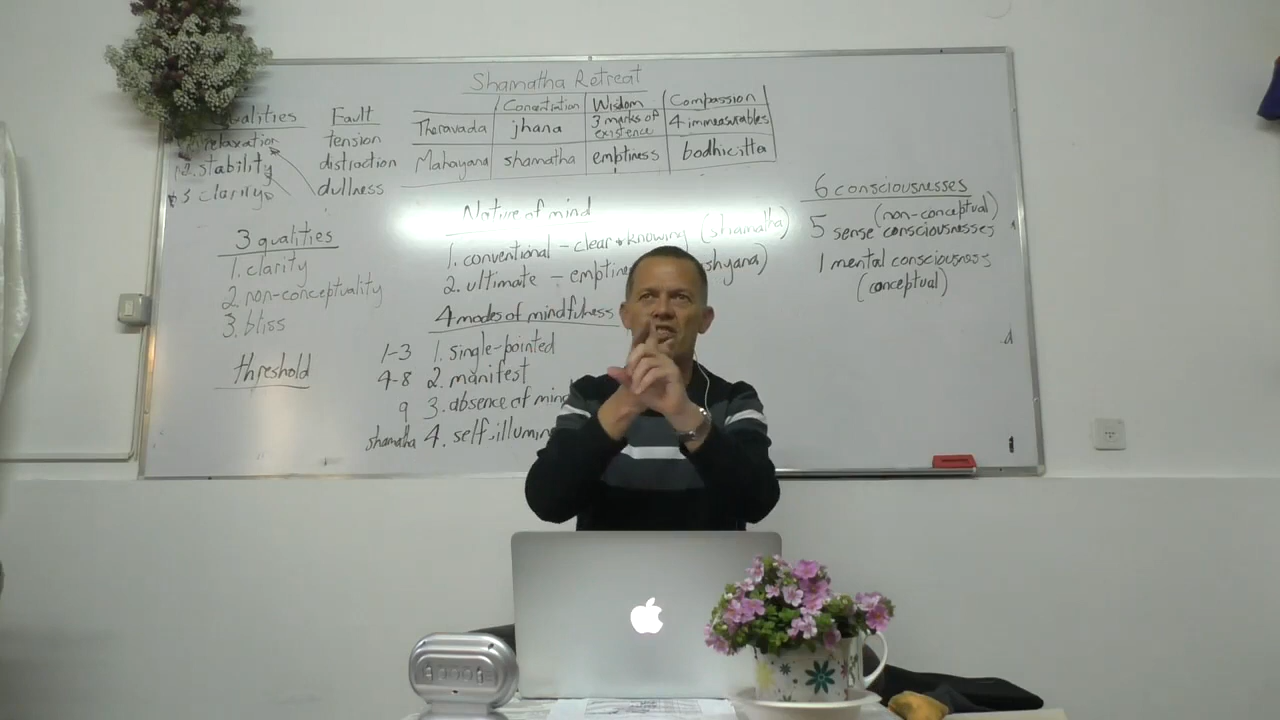 Shamatha Retreat
Concentration Wisdom Compassion
Theravada jhana 3 marks of existence 4 immeasurables
Mahayana shamatha emptiness bodhicitta
Fault
relaxation tension
2. stability distraction
3 clarity dullness
3 qualities
1. clarity
2. non-conceptuality
3. bliss
threshold
Nature of mind
1. conventional - clear & knowing (shamatha)
2. ultimate -
4 modes of mindfulness
1-3 1. single-pointed
4-8 2. manifest
9 3. absence of
shamatha 4.
6 consciousnesses
(non-conceptual)
5 sense consciousnesses
1 mental consciousness
(conceptual)